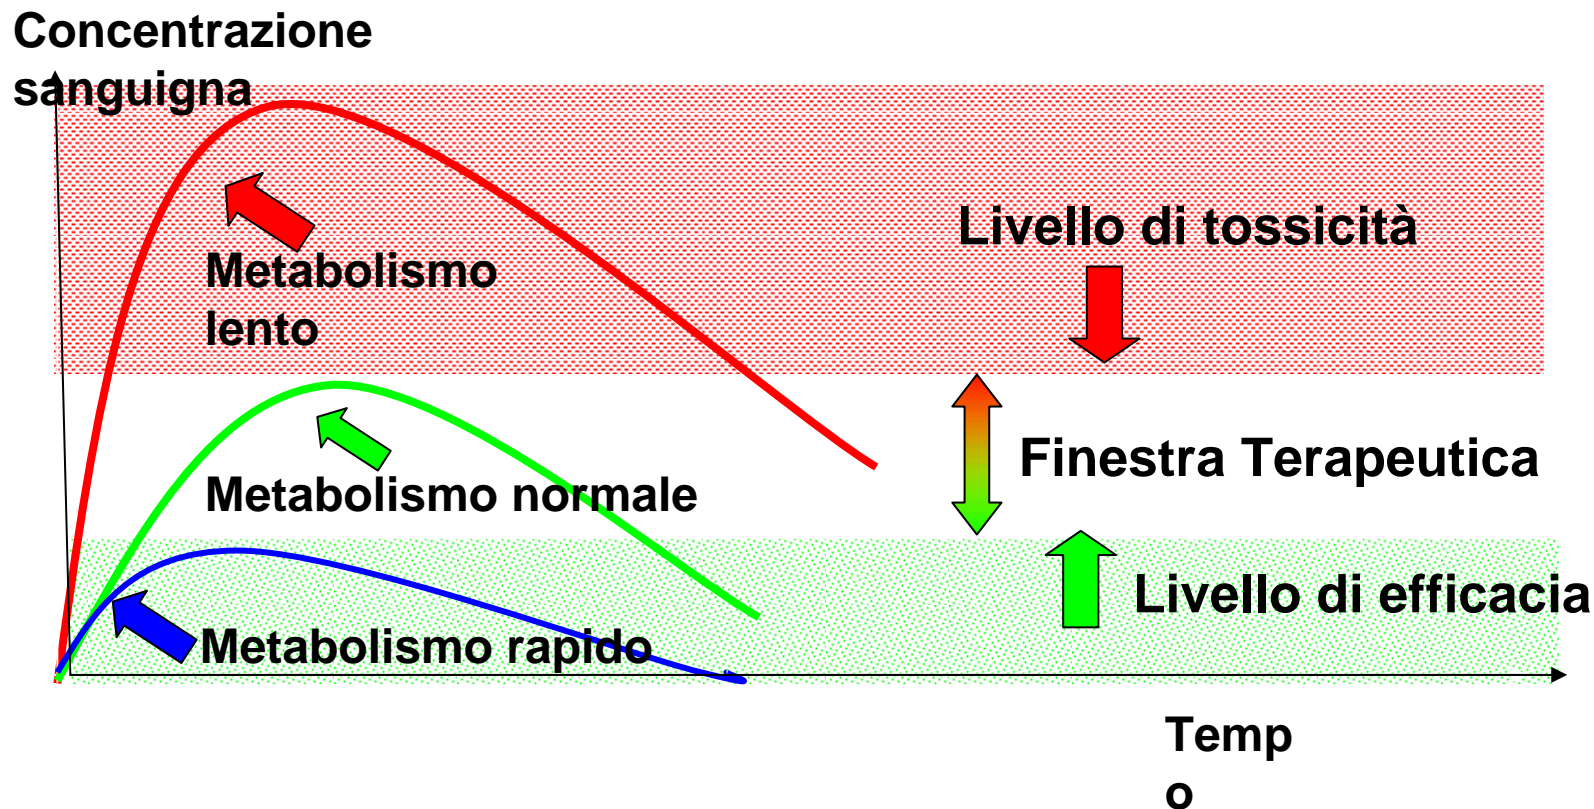 Concentrazione
sanguigna
Livello di tossicità
Metabolismo
lento
Finestra Terapeutica
Metabolismo normale
Livello di efficacia
Metabolismo rapido
Temp
o